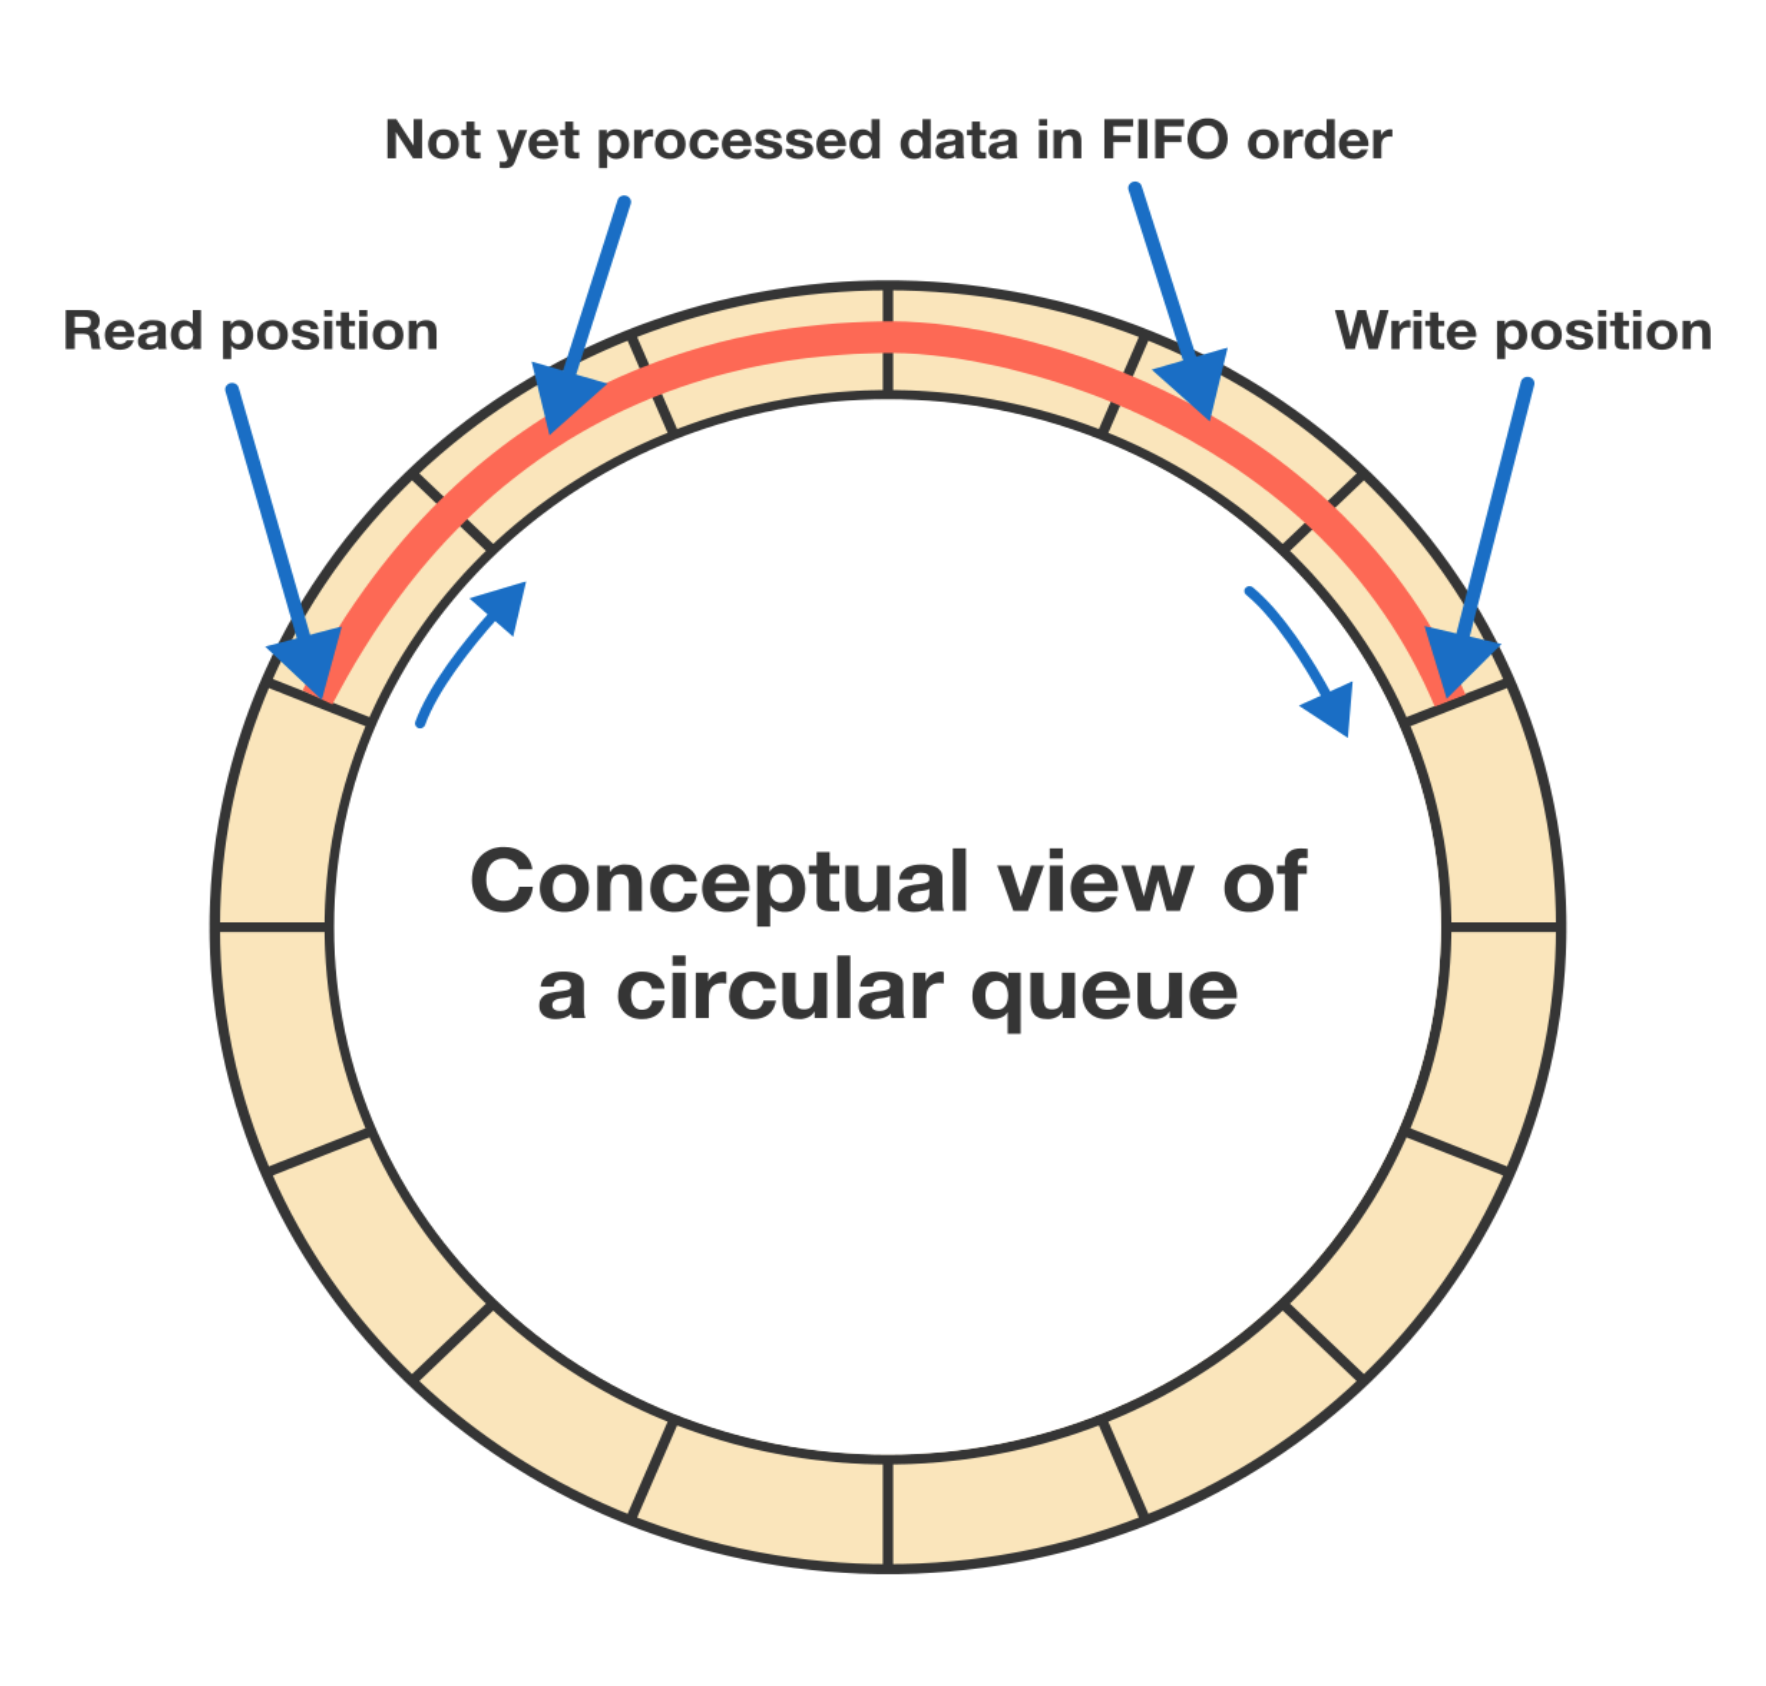 Not yet processed data in FIFO order
Read position
Write position
Conceptual view of
a circular queue